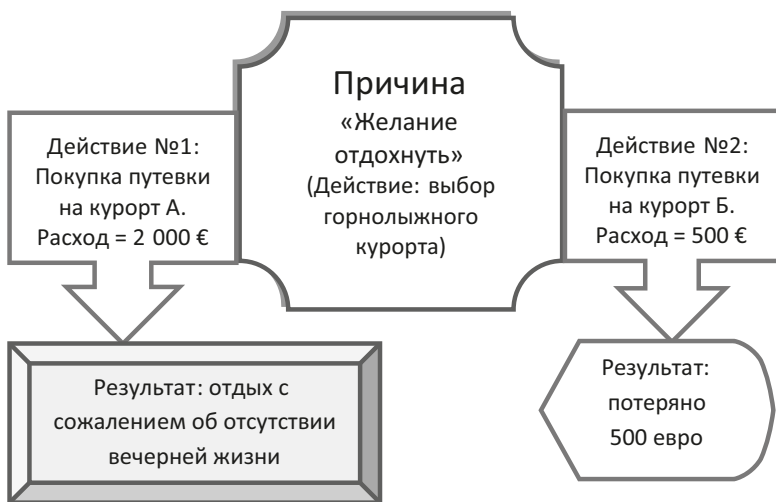 Причина
«Желание
отдохнуть»
(Действие: выбор
горнолыжного
курорта)
Действие №1:
Покупка путевки
на курорт А.
Расход = 2 000 €
Действие №2:
Покупка путевки
на курорт Б.
Расход = 500 €
Результат: отдых с
сожалением об отсутствии
вечерней жизни
Результат:
потеряно
500 евро